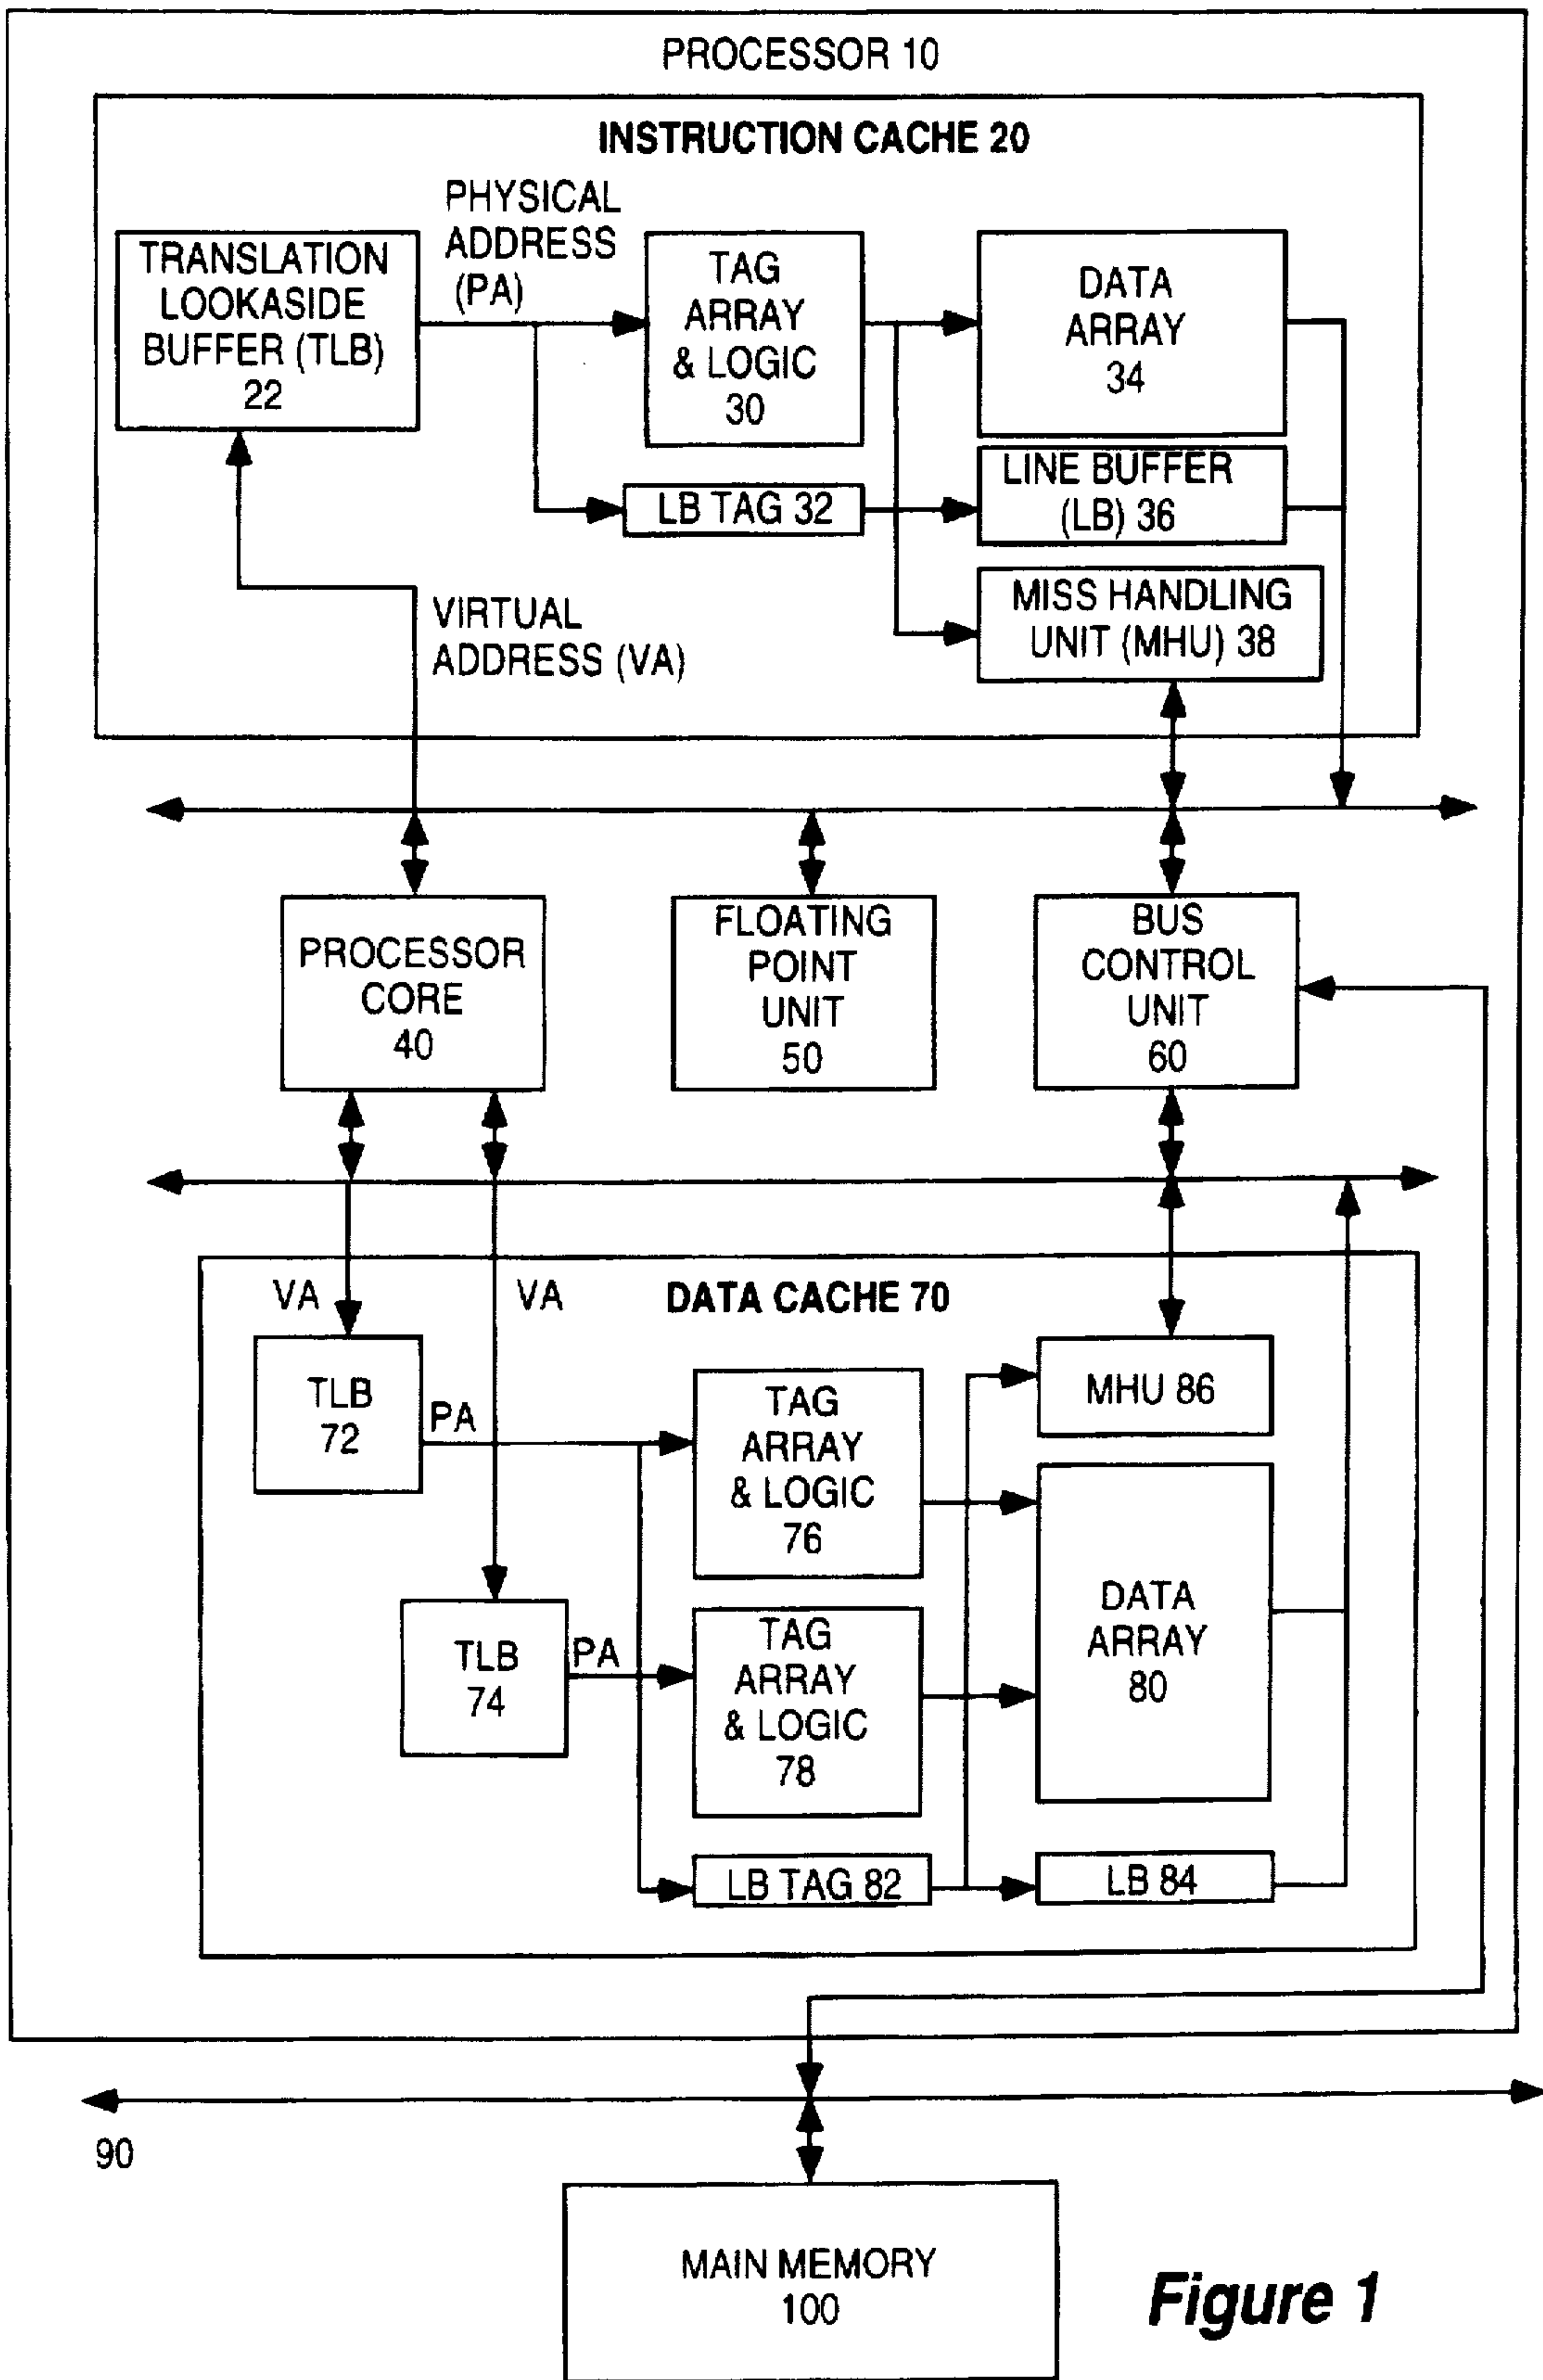 PROCESSOR 10
INSTRUCTION CACHE 20
PHYSICAL
ADDRESS
(PA)
TRANSLATION
LOOKASIDE
BUFFER (TLB)
22
TAG
ARRAY
& LOGIC
30
DATA
ARRAY
34
LB TAG 32
LINE BUFFER
(LB) 36
MISS HANDLING
UNIT (MHU) 38
VIRTUAL
ADDRESS (VA)
PROCESSOR
CORE
40
FLOATING
POINT
UNIT
50
BUS
CONTROL
UNIT
60
VA
VA
DATA CACHE 70
TLB
72
PA
TAG
ARRAY
& LOGIC
76
MHU 86
TLB
74
PA
TAG
ARRAY
& LOGIC
78
DATA
ARRAY
80
LB TAG 82
LB 84
90
MAIN MEMORY
100
Figure 1